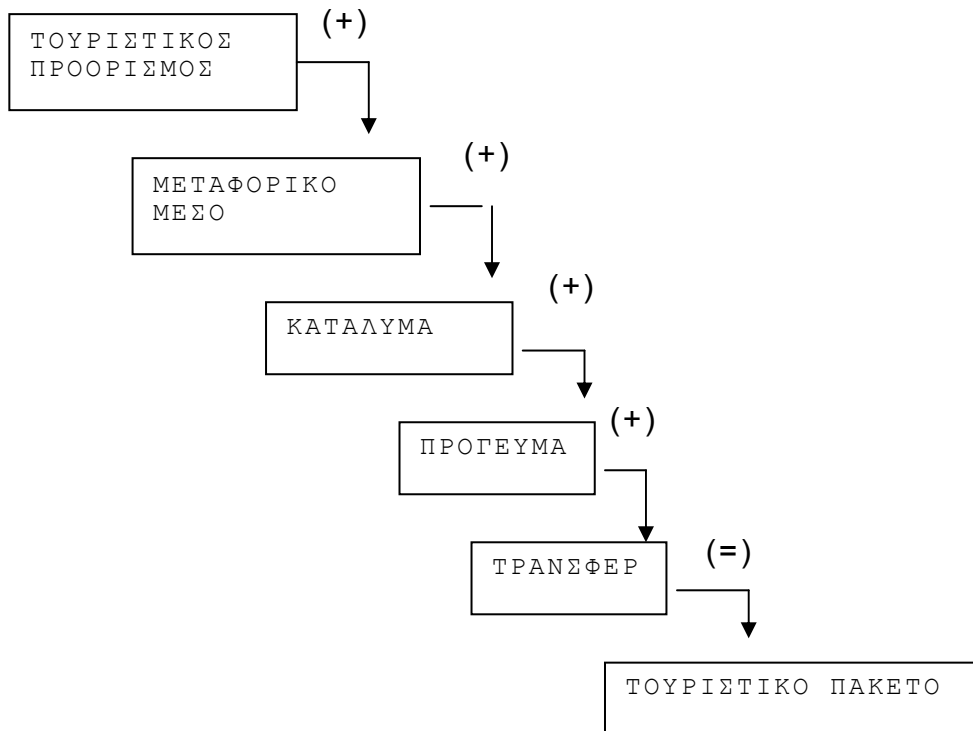 (+)
ΤΟΥΡΙΣΤΙΚΟΣ
ΠΡΟΟΡΙΣΜΟΣ
(+)
ΜΕΤΑΦΟΡΙΚΟ
ΜΕΣΟ
(+)
ΚΑΤΑΛΥΜΑ
(+)
ΠΡΟΓΕΥΜΑ
(=)
ΤΡΑΝΣΦΕΡ
ΤΟΥΡΙΣΤΙΚΟ ΠΑΚΕΤΟ